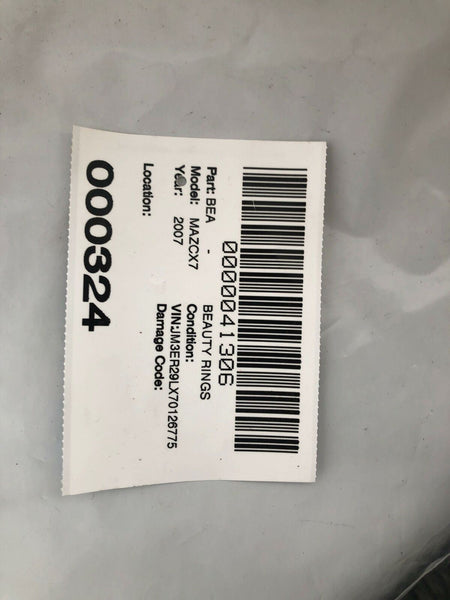 0000041306
Part: BEA - BEAUTY RINGS
Model: MAZCX7 Condition:
Year: 2007 VIN:JM3ER29LX70126775
Damage Code:
Location:
000324